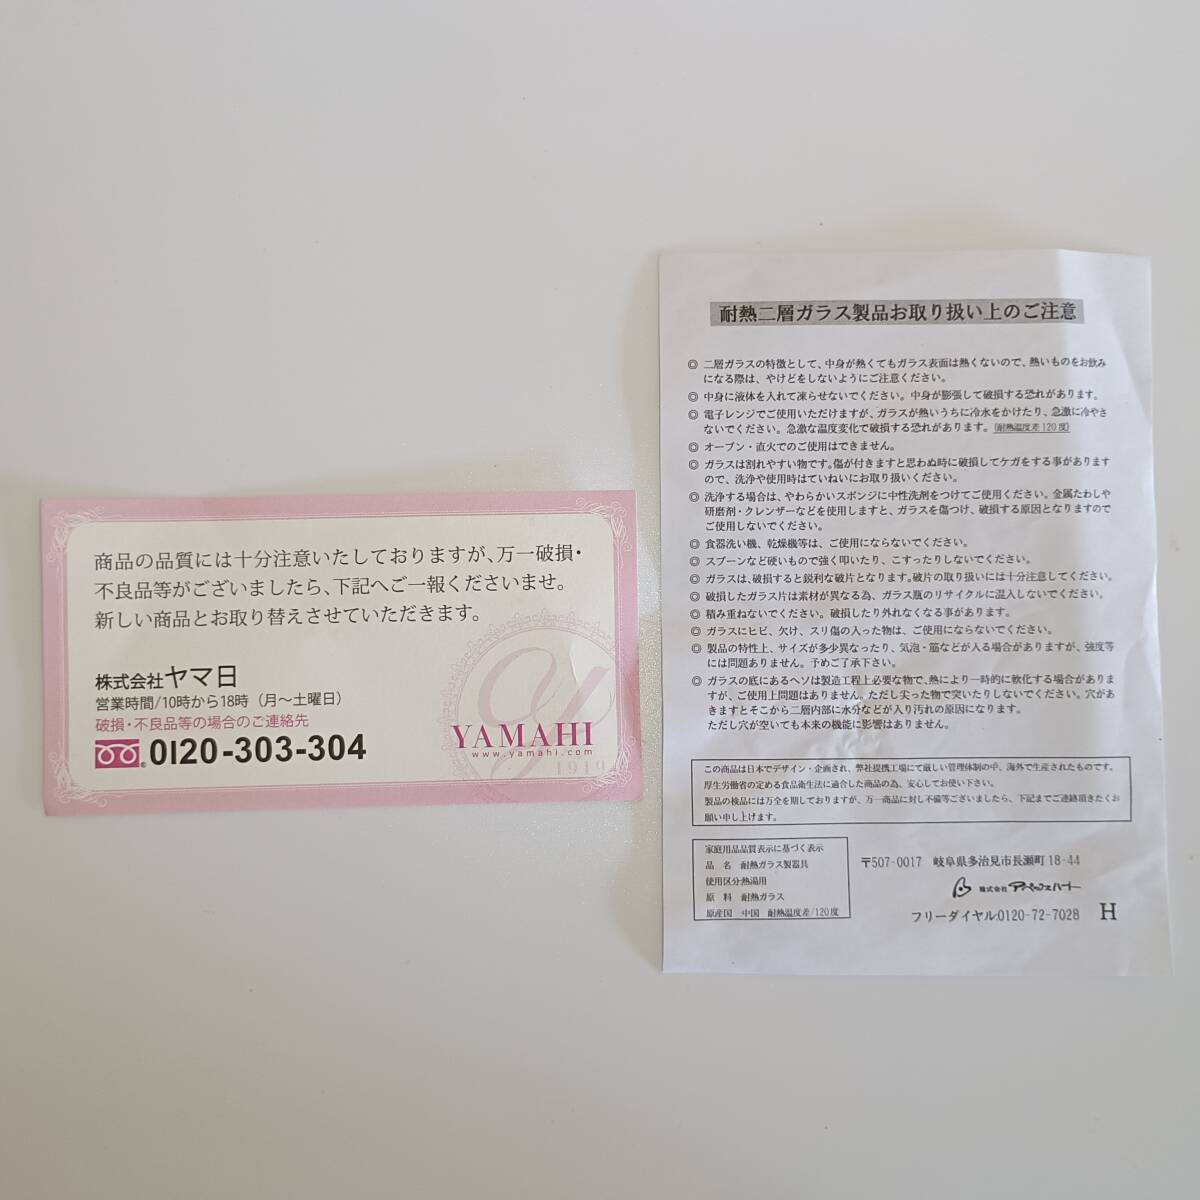 商品の品質には十分注意いたしておりますが、万一破損・
不良品等がございましたら、下記へご一報くださいませ。
新しい商品とお取り替えさせていただきます。
株式会社ヤマ日
営業時間/10時から18時（月〜土曜日）
破損・不良品等の場合のご連絡先
0120-303-304
YAMAHI
www.yamahi.com
1919
耐熱二層ガラス製品お取り扱い上のご注意
◎ 二層ガラスの特徴として、中身が熱くてもガラス表面は熱くないので、熱いものをお飲み
になる際は、やけどをしないようにご注意ください。
◎ 中身に液体を入れて凍らせないでください。中身が膨張して破損する恐れがあります。
◎ 電子レンジでご使用いただけますが、ガラスが熱いうちに冷水をかけたり、急激に冷やさ
ないでください。急激な温度変化で破損する恐れがあります。(耐熱温度差120度)
◎ オーブン・直火でのご使用はできません。
◎ ガラスは割れやすい物です。傷が付きますと思わぬ時に破損してケガをする事があります
ので、洗浄や使用時はていねいにお取り扱いください。
◎ 洗浄する場合は、やわらかいスポンジに中性洗剤をつけてご使用ください。金属たわしや
研磨剤・クレンザーなどを使用しますと、ガラスを傷つけ、破損する原因となりますので
ご使用しないでください。
◎ 食器洗い機、乾燥機等は、ご使用にならないでください。
◎ スプーンなど硬いもので強く叩いたり、こすったりしないでください。
◎ ガラスは、破損すると鋭利な破片となります。破片の取り扱いには十分注意してください。
◎ 破損したガラス片は素材が異なる為、ガラス瓶のリサイクルに混入しないでください。
◎ 積み重ねないでください。破損したり外れなくなる事があります。
◎ ガラスにヒビ、欠け、スリ傷の入った物は、ご使用にならないでください。
◎ 製品の特性上、サイズが多少異なったり、気泡・筋などが入る場合がありますが、強度等
には問題ありません。予めご了承下さい。
◎ ガラスの底にあるヘソは製造工程上必要な物で、熱により一時的に軟化する場合がありま
すが、ご使用上問題はありません。ただし尖った物で突いたりしないでください。穴があ
きますとそこから二層内部に水分などが入り汚れの原因になります。
ただし穴が空いても本来の機能に影響はありません。
この商品は日本でデザイン・企画され、弊社提携工場にて厳しい管理体制の中、海外で生産されたものです。
厚生労働省の定める食品衛生法に適合した商品の為、安心してお使い下さい。
製品の検品には万全を期しておりますが、万一商品に対し不備等ございましたら、下記までご連絡頂きたくお
願い申し上げます。
家庭用品品質表示に基づく表示
品　名　耐熱ガラス製器具
使用区分熱湯用
原　料　耐熱ガラス
原産国　中国　耐熱温度差/120度
〒507-0017　岐阜県多治見市長瀬町18-44
株式会社 アペックスハート
フリーダイヤル:0120-72-7028　H